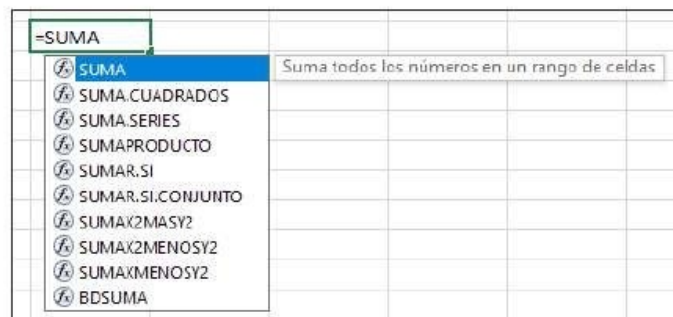 =SUMA
SUMA
Suma todos los números en un rango de celdas
SUMA.CUADRADOS
SUMA.SERIES
SUMAPRODUCTO
SUMAR.SI
SUMAR.SI.CONJUNTO
SUMAX2MASY2
SUMAX2MENOSY2
SUMAXMENOSY2
BDSUMA